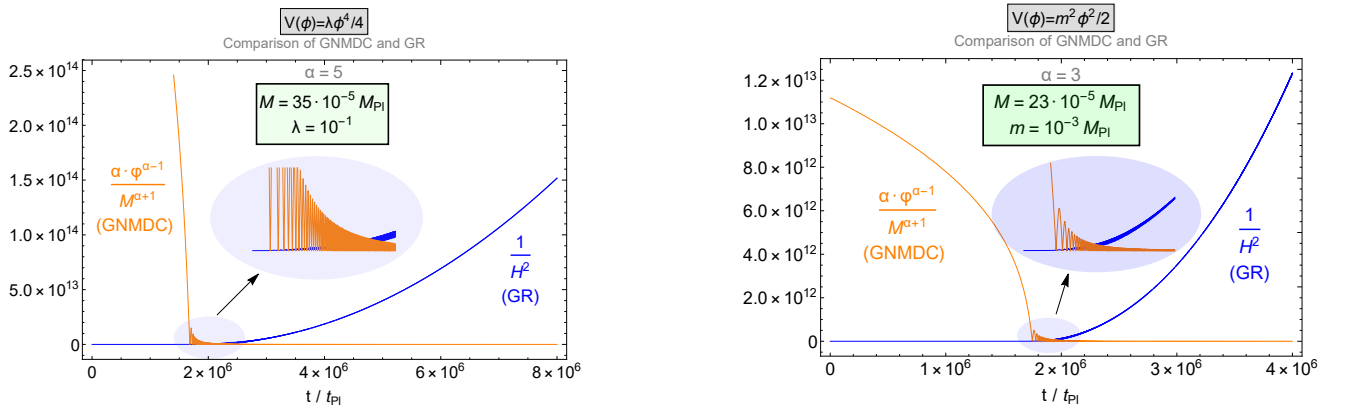 V(ϕ)=λϕ⁴/4
Comparison of GNMDC and GR
α = 5
M = 35·10⁻⁵ M_Pl
λ = 10⁻¹
α·φ^(α−1)
M^(α+1)
(GNMDC)
1
H²
(GR)
2.5×10¹⁴
2.0×10¹⁴
1.5×10¹⁴
1.0×10¹⁴
5.0×10¹³
0
0
2×10⁶
4×10⁶
6×10⁶
8×10⁶
t / t_Pl
V(ϕ)=m²ϕ²/2
Comparison of GNMDC and GR
α = 3
M = 23·10⁻⁵ M_Pl
m = 10⁻³ M_Pl
α·φ^(α−1)
M^(α+1)
(GNMDC)
1
H²
(GR)
1.2×10¹³
1.0×10¹³
8.×10¹²
6.×10¹²
4.×10¹²
2.×10¹²
0
0
1×10⁶
2×10⁶
3×10⁶
4×10⁶
t / t_Pl